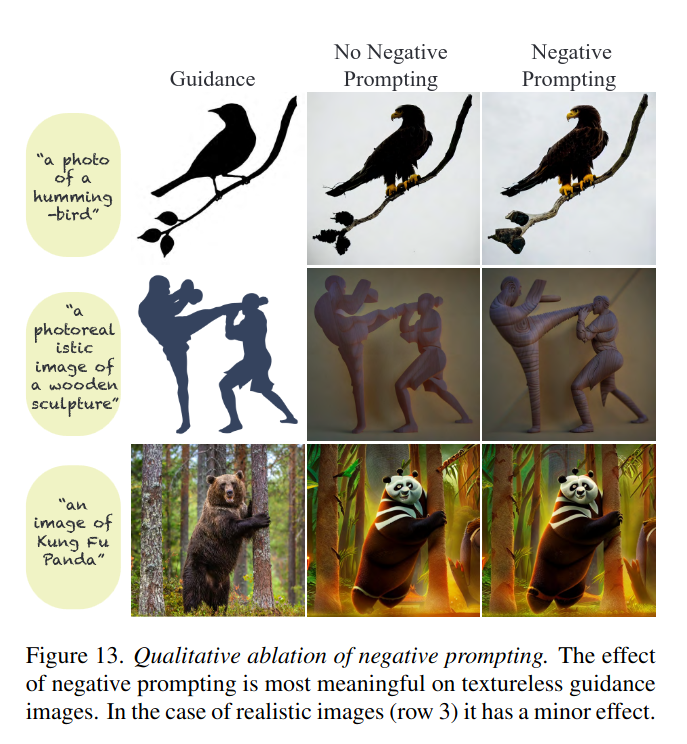 Guidance
No Negative
Prompting
Negative
Prompting
“a photo
of a
humming
-bird”
“a
photoreal
istic
image of
a wooden
sculpture”
“an
image of
Kung Fu
Panda”
Figure 13. Qualitative ablation of negative prompting. The effect
of negative prompting is most meaningful on textureless guidance
images. In the case of realistic images (row 3) it has a minor effect.